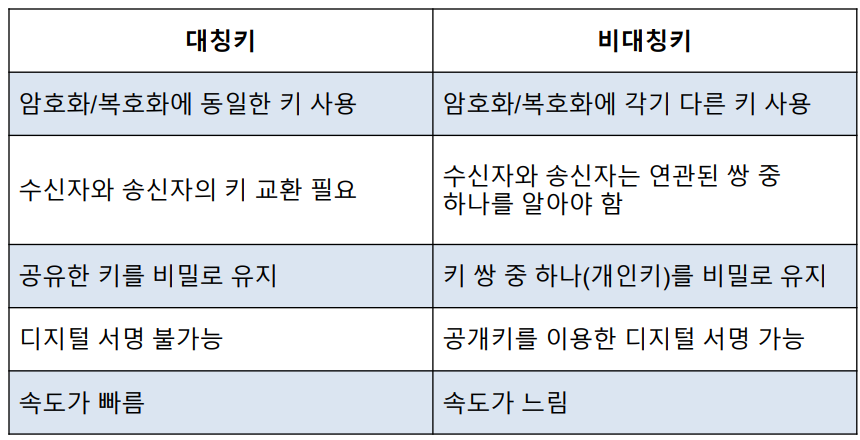 대칭키
비대칭키
암호화/복호화에 동일한 키 사용
암호화/복호화에 각기 다른 키 사용
수신자와 송신자의 키 교환 필요
수신자와 송신자는 연관된 쌍 중
하나를 알아야 함
공유한 키를 비밀로 유지
키 쌍 중 하나(개인키)를 비밀로 유지
디지털 서명 불가능
공개키를 이용한 디지털 서명 가능
속도가 빠름
속도가 느림